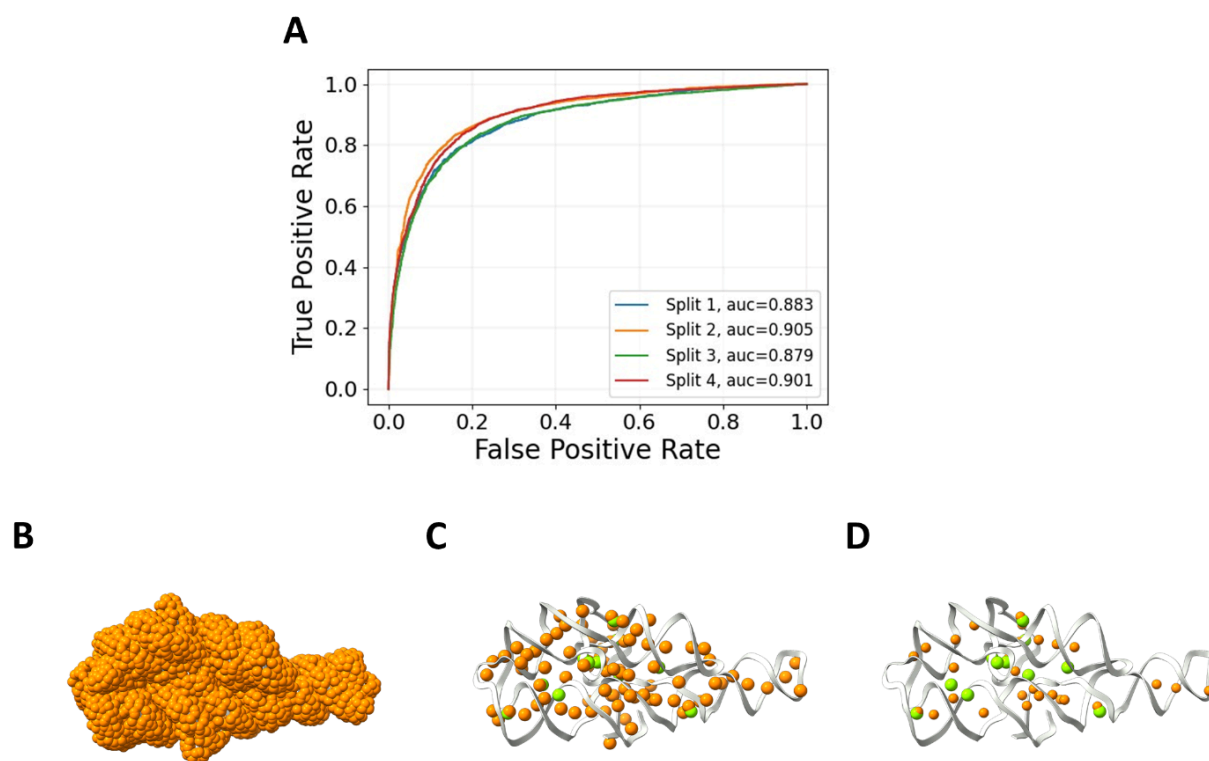 A
1.0
0.8
0.6
0.4
0.2
0.0
True Positive Rate
Split 1, auc=0.883
Split 2, auc=0.905
Split 3, auc=0.879
Split 4, auc=0.901
0.0 0.2 0.4 0.6 0.8 1.0
False Positive Rate
B C D